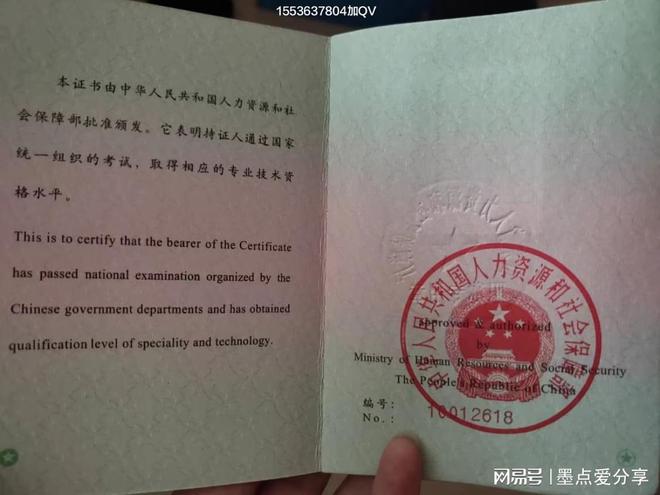 1553637804加QV
本证书由中华人民共和国人力资源和社
会保障部批准颁发。它表明持证人通过国家
统一组织的考试，取得相应的专业技术资
格水平。
This is to certify that the bearer of the Certificate
has passed national examination organized by the
Chinese government departments and has obtained
qualification level of speciality and technology.
中华人民共和国人力资源和社会保障部
Approved & authorized
by
Ministry of Human Resources and Social Security
The People's Republic of China
编号：
No.： 10012618
网易号 墨点爱分享